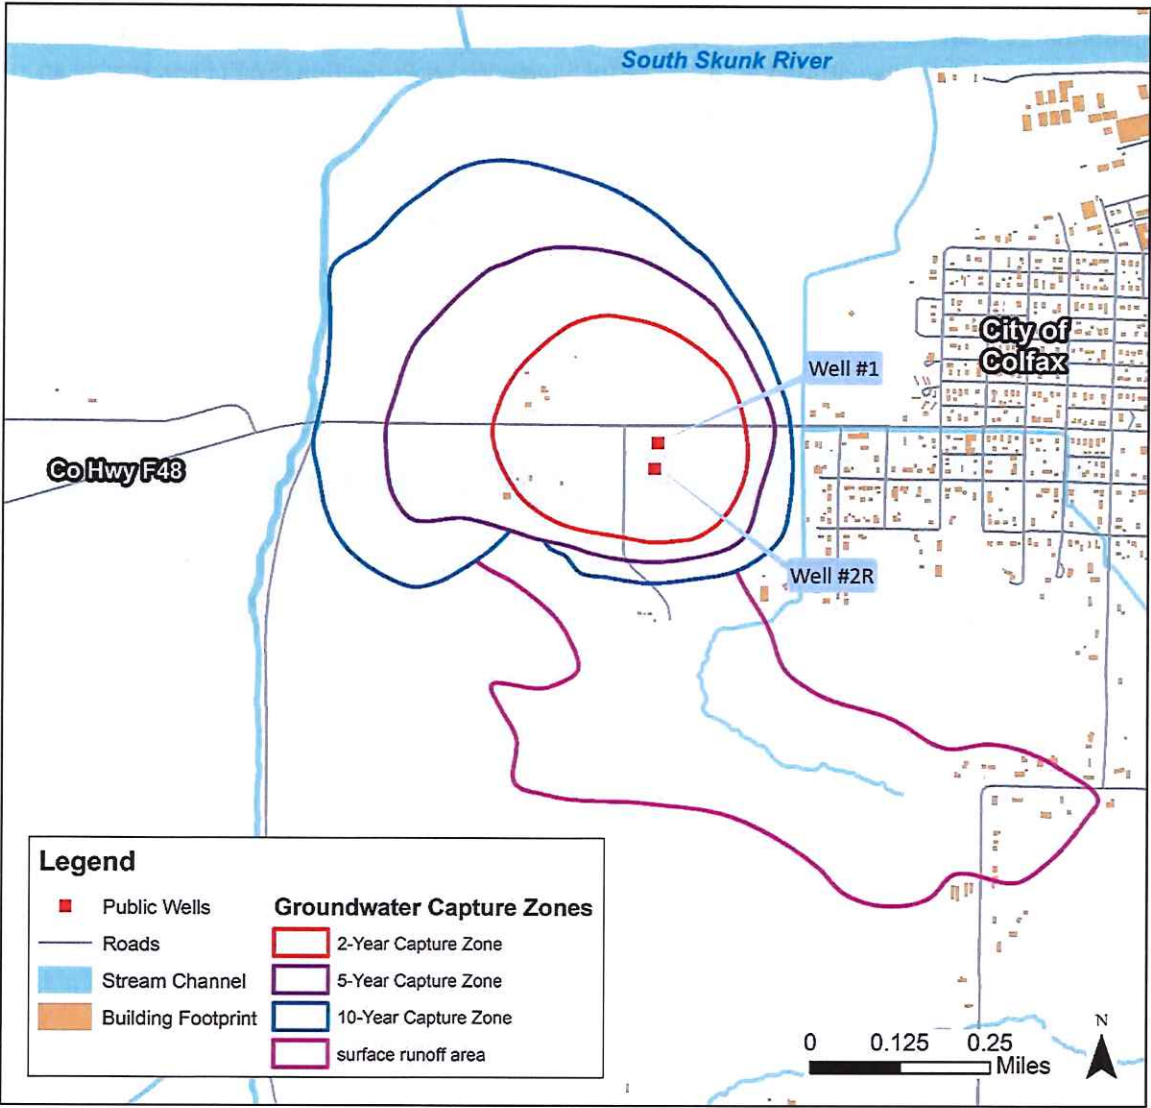 South Skunk River
City of
Colfax
Well #1
Co Hwy F48
Well #2R
Legend
Public Wells
Roads
Stream Channel
Building Footprint
Groundwater Capture Zones
2-Year Capture Zone
5-Year Capture Zone
10-Year Capture Zone
surface runoff area
N
0 0.125 0.25
Miles